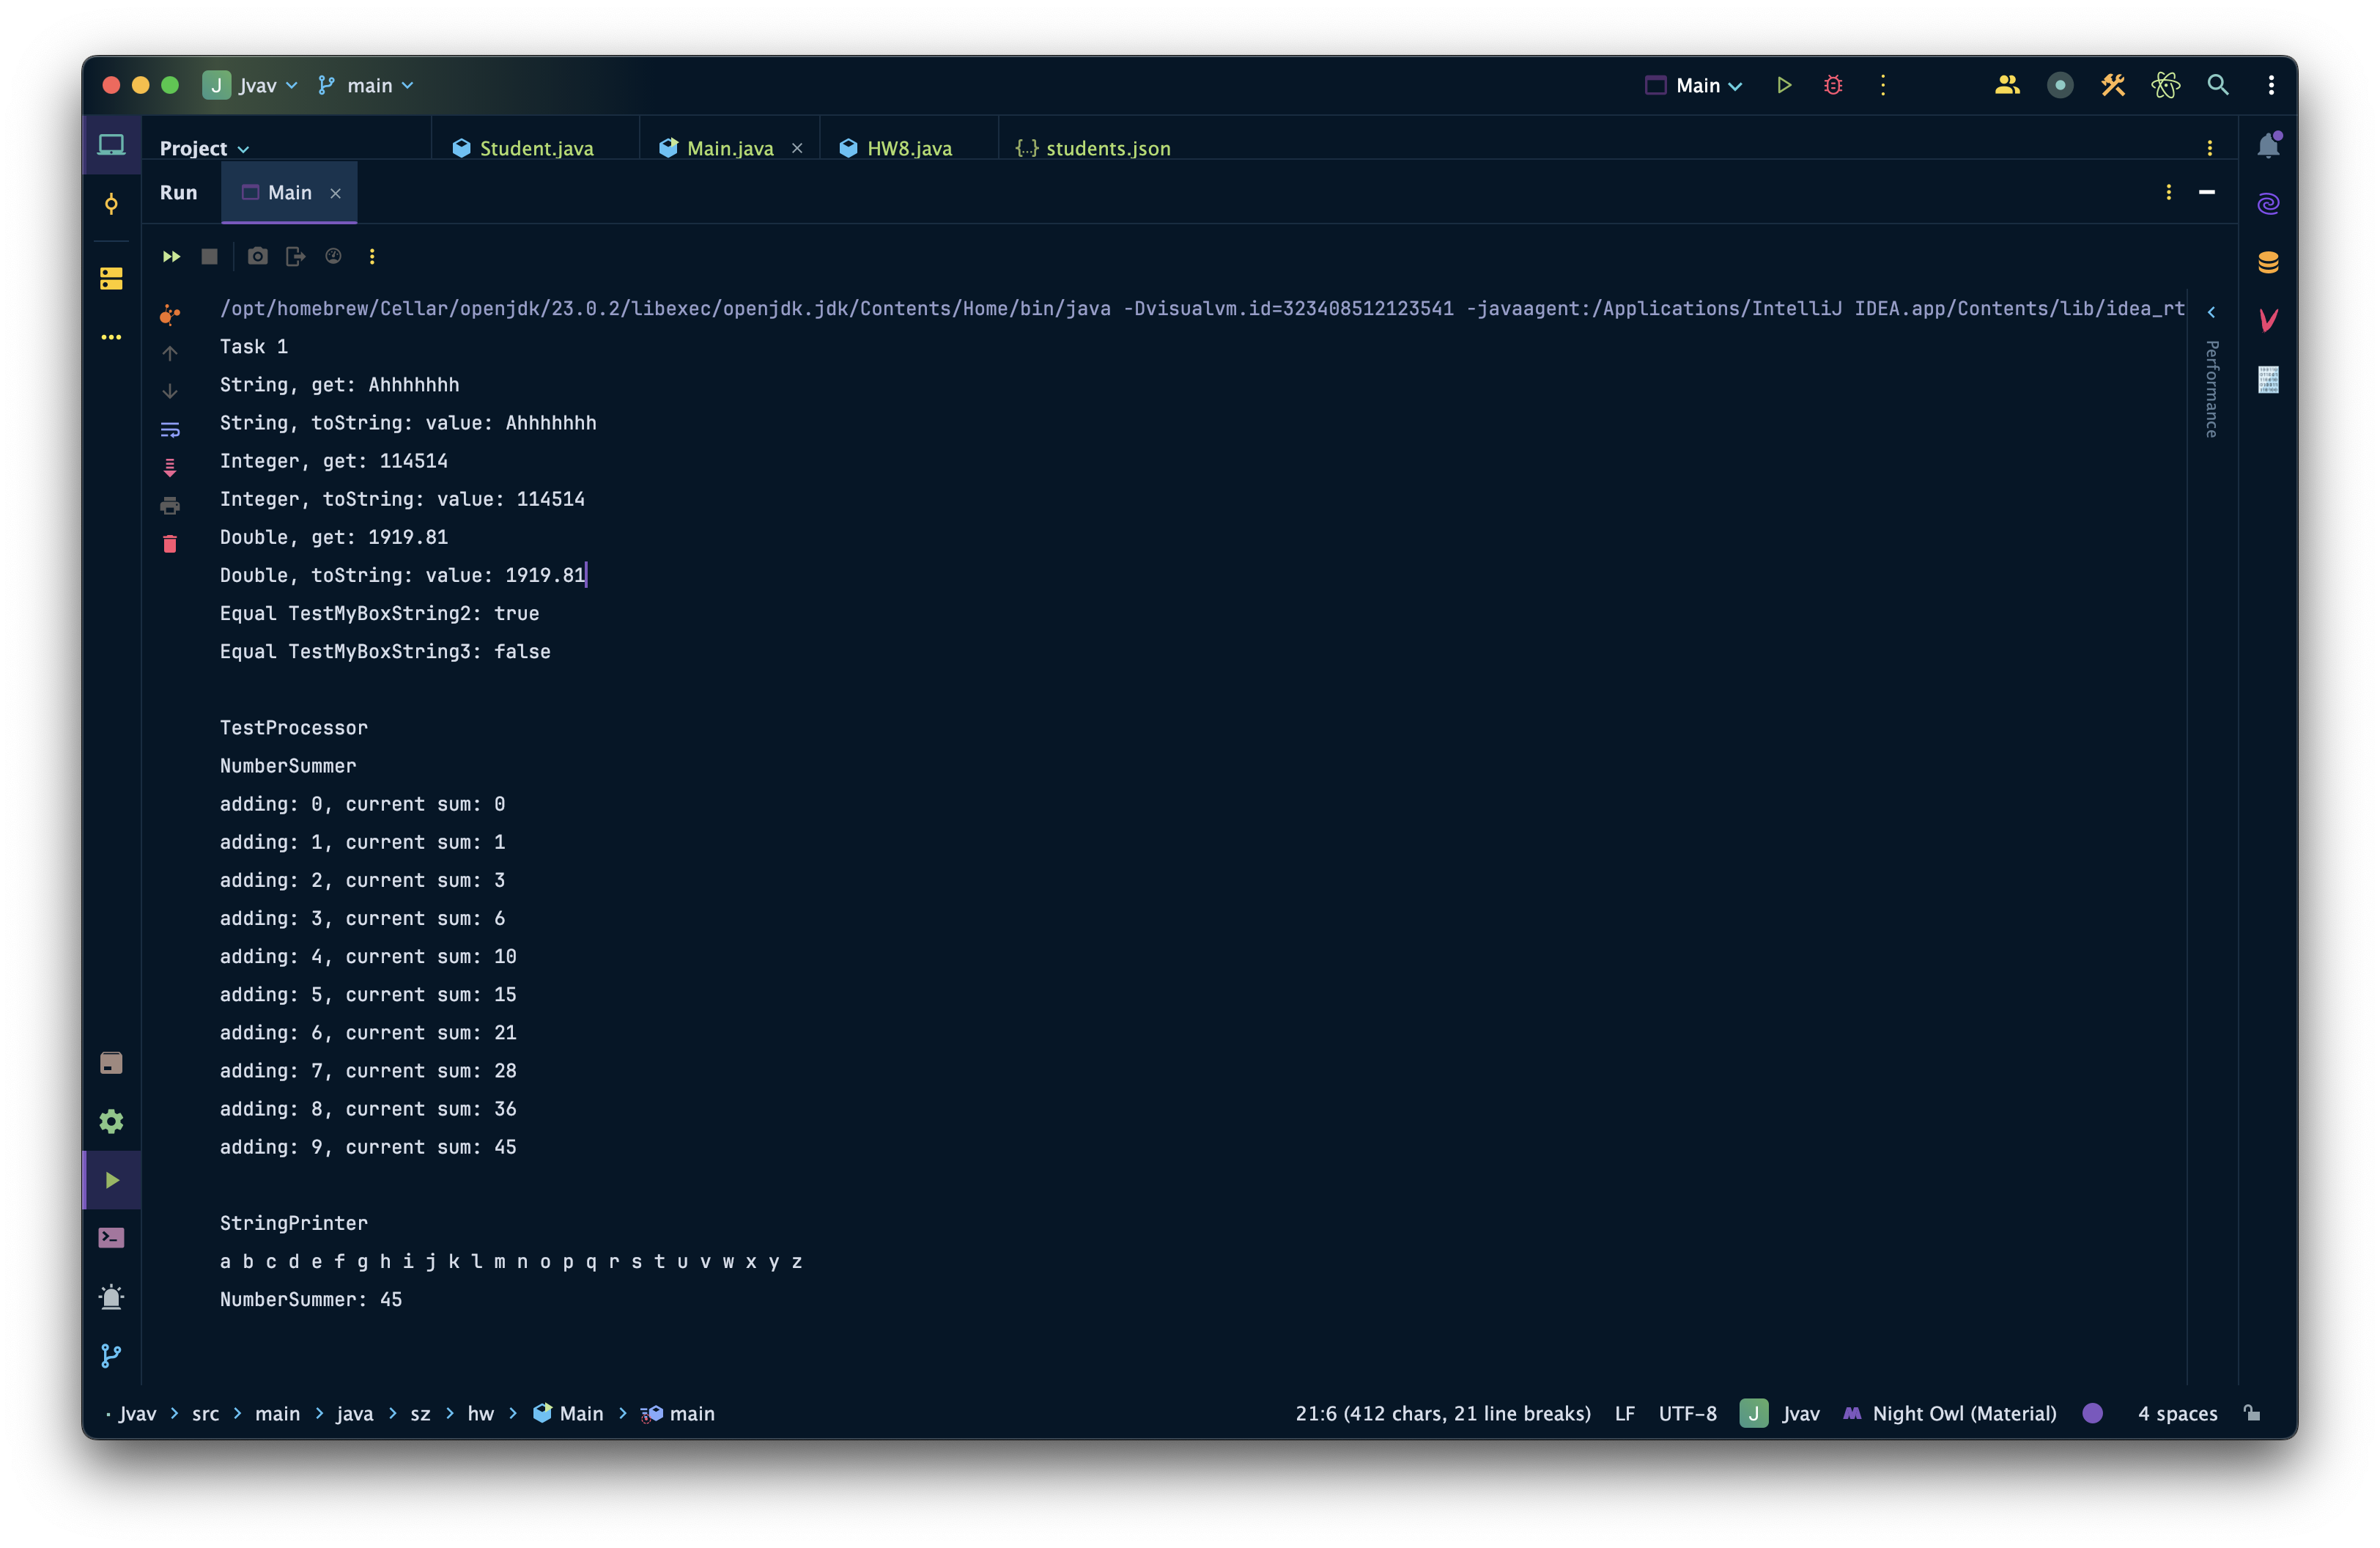 J Jvav main Main
Project Student.java Main.java HW8.java {..} students.json
Run Main
/opt/homebrew/Cellar/openjdk/23.0.2/libexec/openjdk.jdk/Contents/Home/bin/java -Dvisualvm.id=323408512123541 -javaagent:/Applications/IntelliJ IDEA.app/Contents/lib/idea_rt
Task 1
String, get: Ahhhhhhh
String, toString: value: Ahhhhhhh
Integer, get: 114514
Integer, toString: value: 114514
Double, get: 1919.81
Double, toString: value: 1919.81
Equal TestMyBoxString2: true
Equal TestMyBoxString3: false
TestProcessor
NumberSummer
adding: 0, current sum: 0
adding: 1, current sum: 1
adding: 2, current sum: 3
adding: 3, current sum: 6
adding: 4, current sum: 10
adding: 5, current sum: 15
adding: 6, current sum: 21
adding: 7, current sum: 28
adding: 8, current sum: 36
adding: 9, current sum: 45
StringPrinter
a b c d e f g h i j k l m n o p q r s t u v w x y z
NumberSummer: 45
Performance
Jvav > src > main > java > sz > hw > Main > main 21:6 (412 chars, 21 line breaks) LF UTF-8 J Jvav Night Owl (Material) 4 spaces